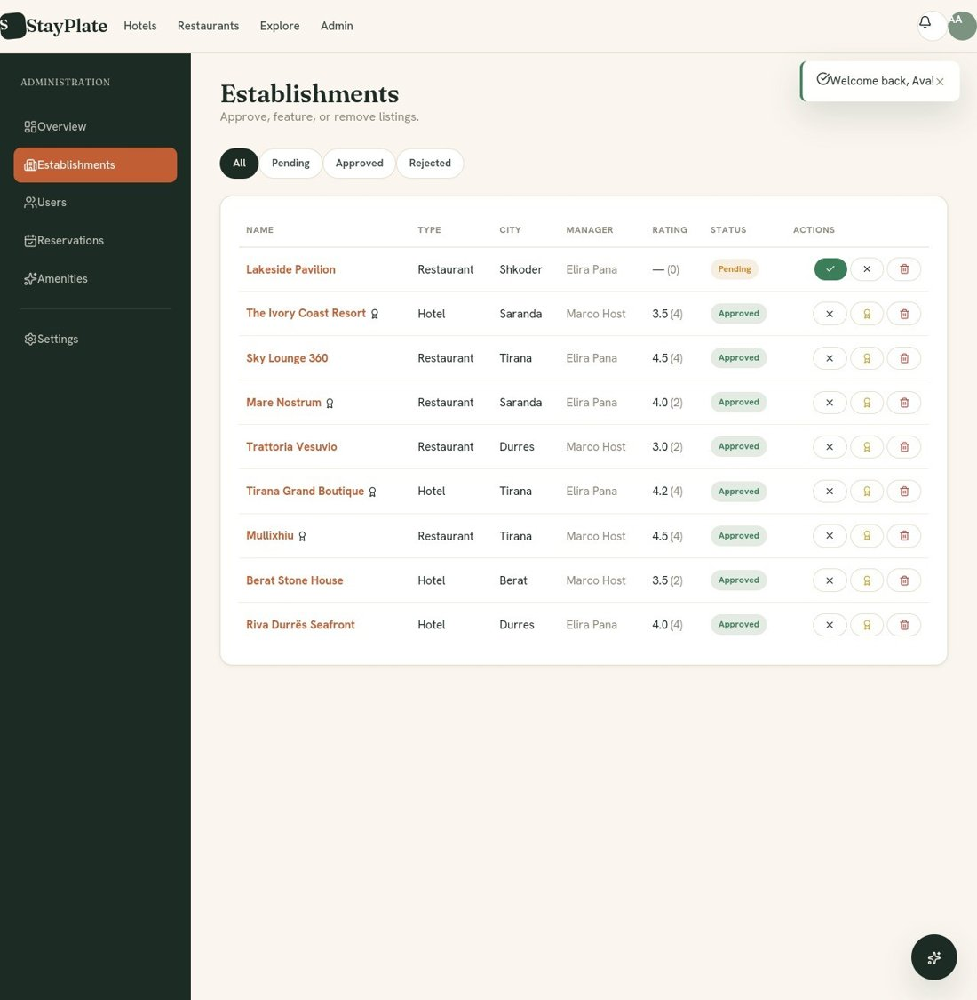 S StayPlate Hotels Restaurants Explore Admin AA
Welcome back, Ava!
ADMINISTRATION
Overview
Establishments
Users
Reservations
Amenities
Settings
Establishments
Approve, feature, or remove listings.
All Pending Approved Rejected
NAME TYPE CITY MANAGER RATING STATUS ACTIONS
Lakeside Pavilion Restaurant Shkoder Elira Pana — (0) Pending
The Ivory Coast Resort Hotel Saranda Marco Host 3.5 (4) Approved
Sky Lounge 360 Restaurant Tirana Elira Pana 4.5 (4) Approved
Mare Nostrum Restaurant Saranda Elira Pana 4.0 (2) Approved
Trattoria Vesuvio Restaurant Durres Marco Host 3.0 (2) Approved
Tirana Grand Boutique Hotel Tirana Elira Pana 4.2 (4) Approved
Mullixhiu Restaurant Tirana Marco Host 4.5 (4) Approved
Berat Stone House Hotel Berat Marco Host 3.5 (2) Approved
Riva Durrës Seafront Hotel Durres Elira Pana 4.0 (4) Approved